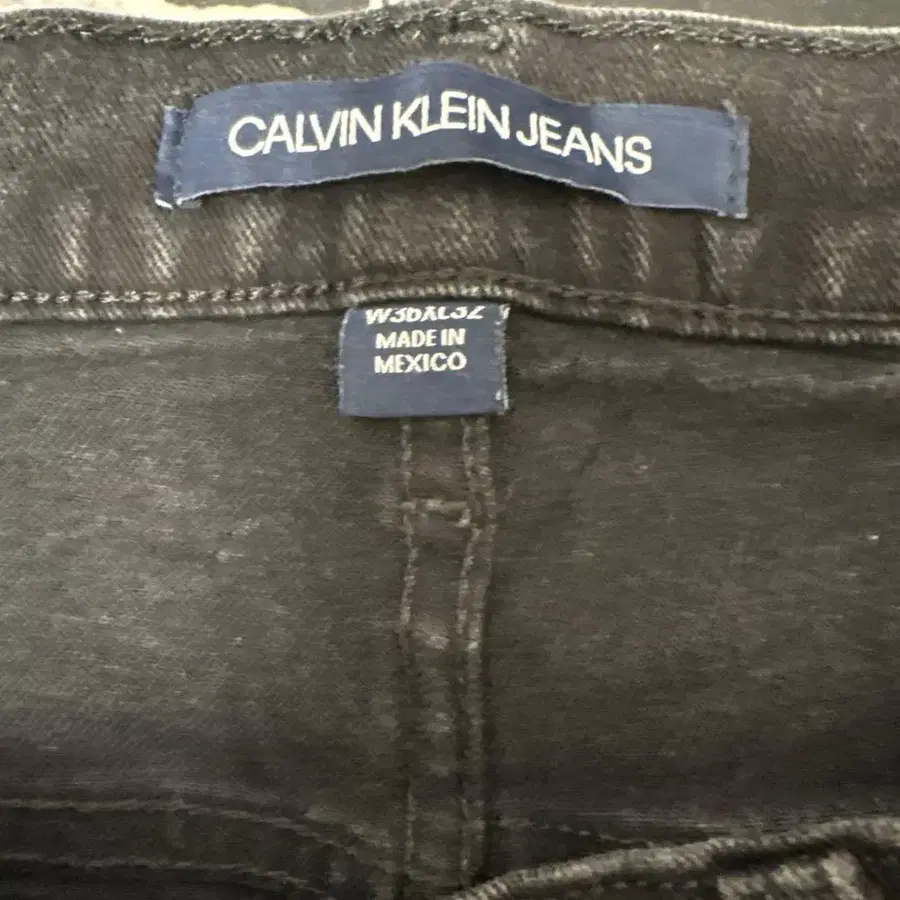 CALVIN KLEIN JEANS
W36XL32
MADE IN
MEXICO